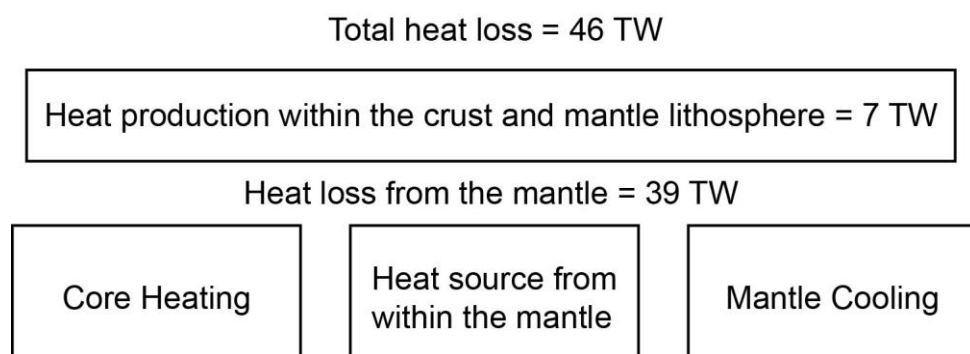 Total heat loss = 46 TW
Heat production within the crust and mantle lithosphere = 7 TW
Heat loss from the mantle = 39 TW
Core Heating
Heat source from
within the mantle
Mantle Cooling